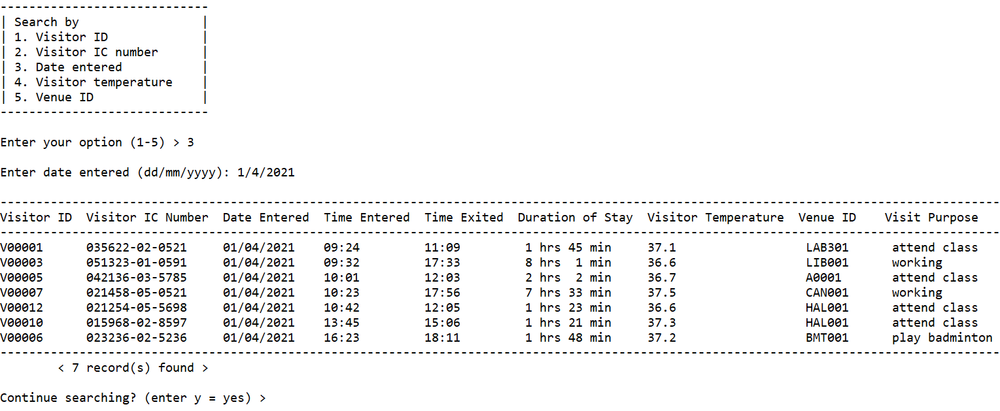 -----------------------------
| Search by                 |
| 1. Visitor ID             |
| 2. Visitor IC number      |
| 3. Date entered           |
| 4. Visitor temperature    |
| 5. Venue ID               |
-----------------------------
Enter your option (1-5) > 3
Enter date entered (dd/mm/yyyy): 1/4/2021
-------------------------------------------------------------------------------------------------------------------------------------------
Visitor ID  Visitor IC Number  Date Entered  Time Entered  Time Exited  Duration of Stay  Visitor Temperature  Venue ID    Visit Purpose
-------------------------------------------------------------------------------------------------------------------------------------------
V00001      035622-02-0521     01/04/2021    09:24         11:09         1 hrs 45 min     37.1                  LAB301      attend class
V00003      051323-01-0591     01/04/2021    09:32         17:33         8 hrs  1 min     36.6                  LIB001      working
V00005      042136-03-5785     01/04/2021    10:01         12:03         2 hrs  2 min     36.7                  A0001       attend class
V00007      021458-05-0521     01/04/2021    10:23         17:56         7 hrs 33 min     37.5                  CAN001      working
V00012      021254-05-5698     01/04/2021    10:42         12:05         1 hrs 23 min     36.6                  HAL001      attend class
V00010      015968-02-8597     01/04/2021    13:45         15:06         1 hrs 21 min     37.3                  HAL001      attend class
V00006      023236-02-5236     01/04/2021    16:23         18:11         1 hrs 48 min     37.2                  BMT001      play badminton
-------------------------------------------------------------------------------------------------------------------------------------------
        < 7 record(s) found >
Continue searching? (enter y = yes) >